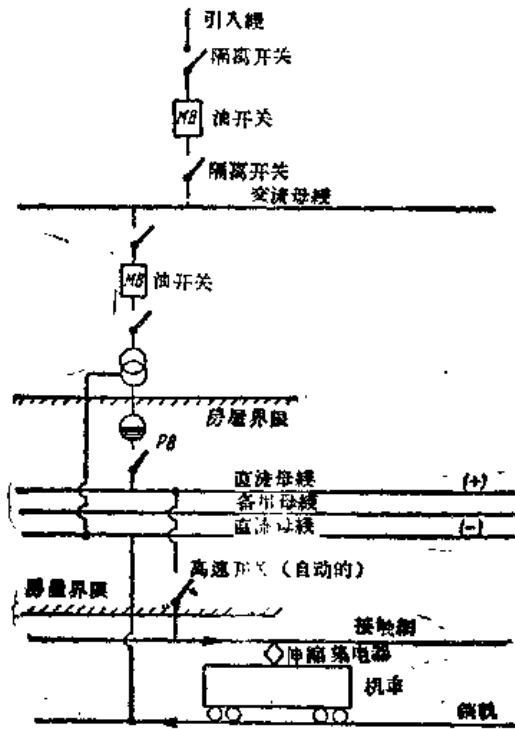 引入綫
隔离开关
MB
油开关
隔离开关
交流母綫
MB
油开关
房屋界限
PB
直流母綫
(+)
备用母綫
直流母綫
(-)
高速开关(自动的)
房屋界限
接触網
伸縮集电器
机車
鋼軌